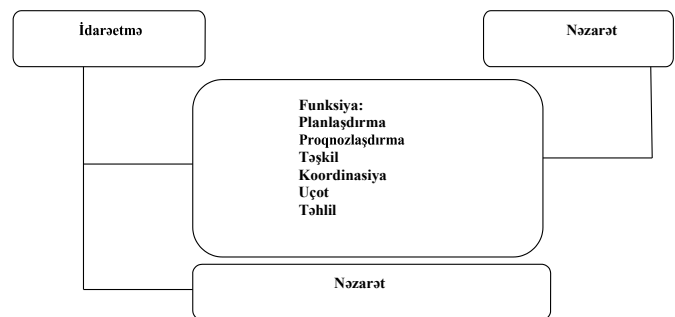 İdarəetmə
Nəzarət
Funksiya:
Planlaşdırma
Proqnozlaşdırma
Təşkil
Koordinasiya
Uçot
Təhlil
Nəzarət